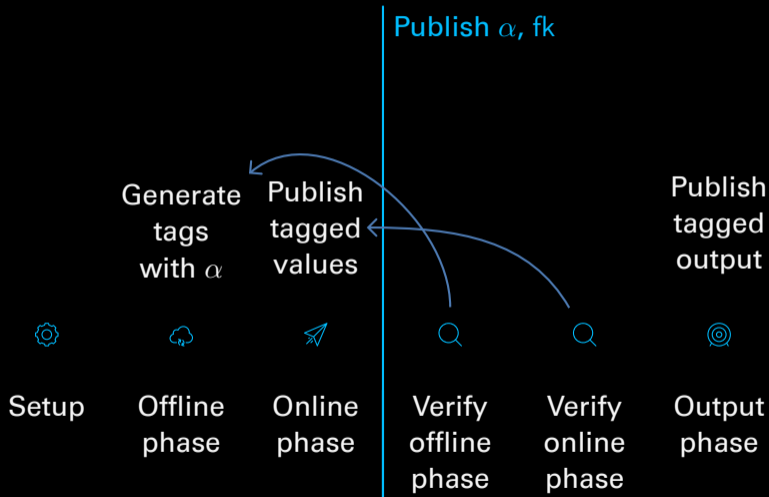 Publish α, fk
Generate
tags
with α
Publish
tagged
values
Publish
tagged
output
Setup
Offline
phase
Online
phase
Verify
offline
phase
Verify
online
phase
Output
phase